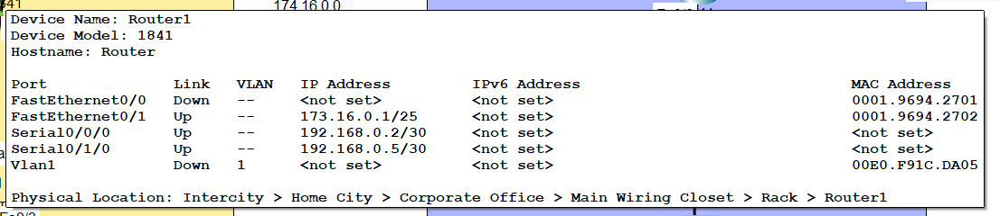 174.16.0.0
Device Name: Router1
Device Model: 1841
Hostname: Router
Port Link VLAN IP Address IPv6 Address MAC Address
FastEthernet0/0 Down -- <not set> <not set> 0001.9694.2701
FastEthernet0/1 Up -- 173.16.0.1/25 <not set> 0001.9694.2702
Serial0/0/0 Up -- 192.168.0.2/30 <not set> <not set>
Serial0/1/0 Up -- 192.168.0.5/30 <not set> <not set>
Vlan1 Down 1 <not set> <not set> 00E0.F91C.DA05
Physical Location: Intercity > Home City > Corporate Office > Main Wiring Closet > Rack > Router1